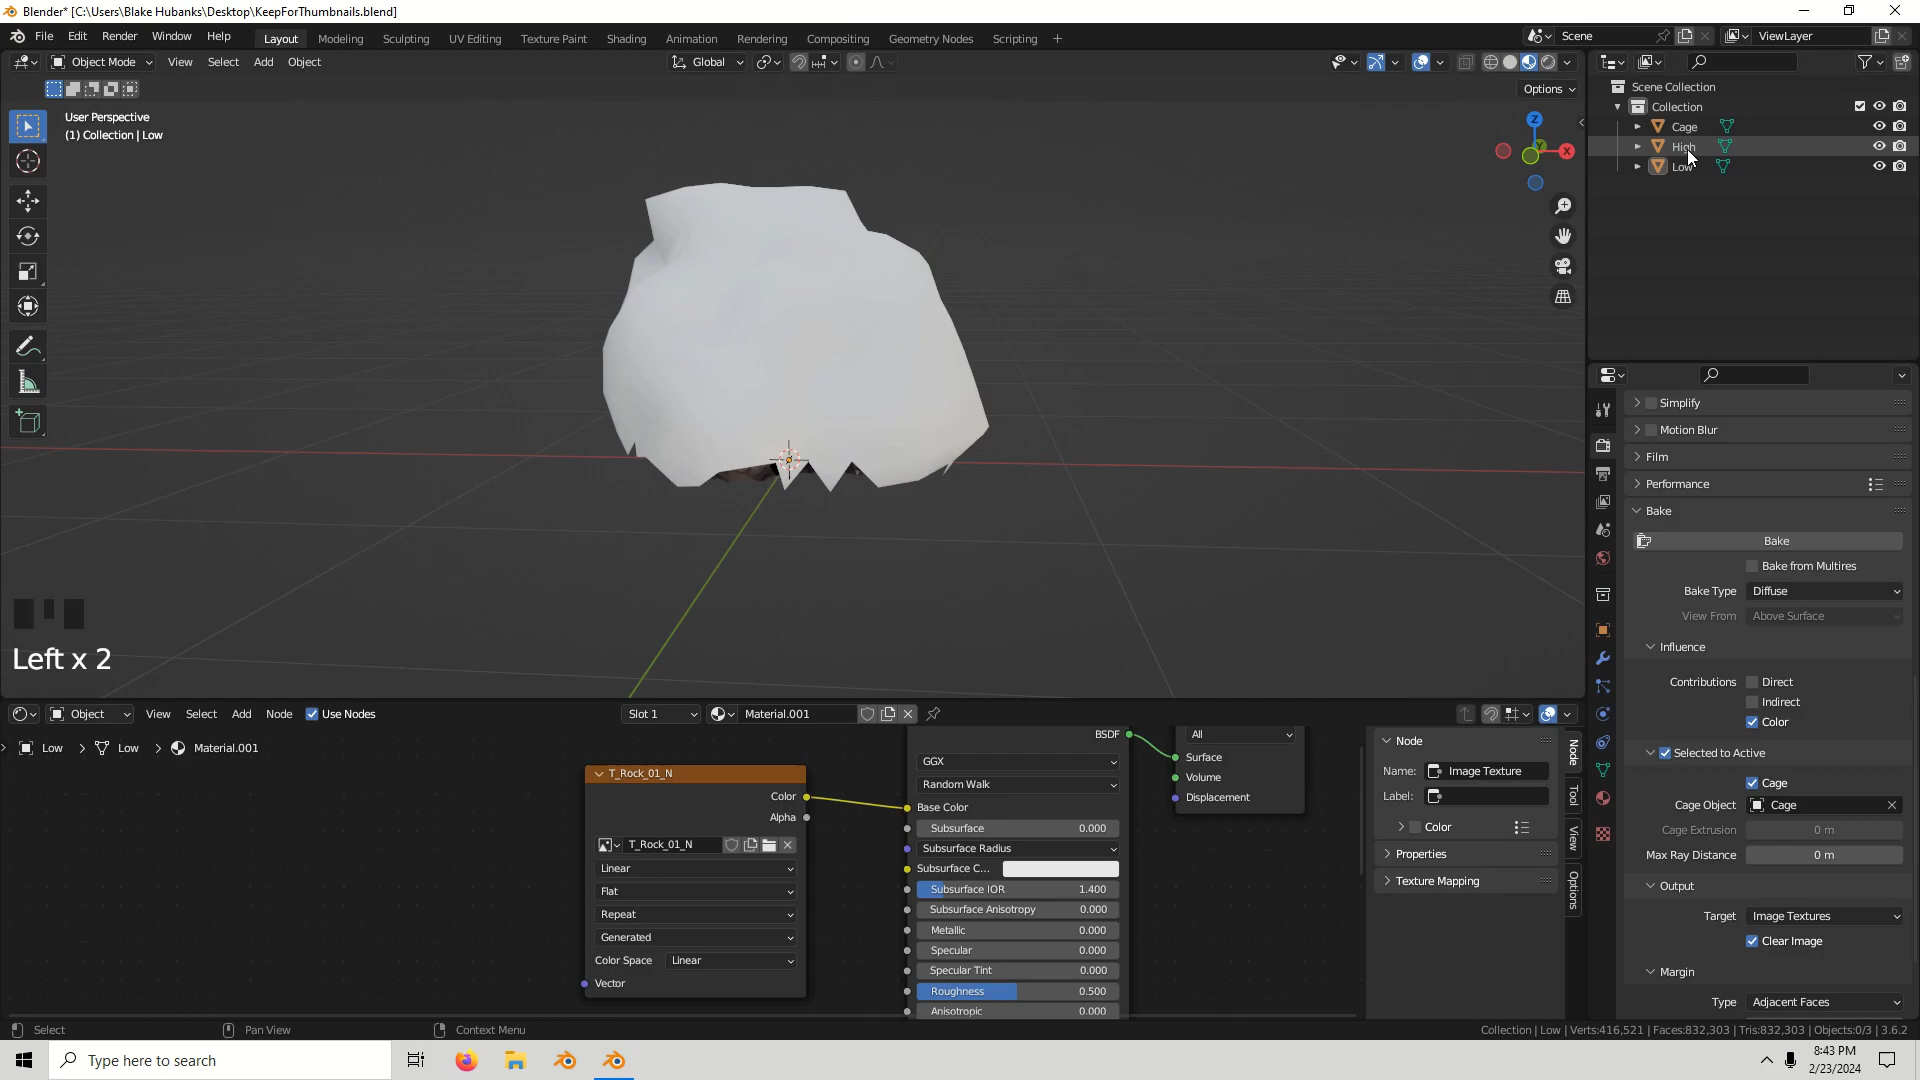 Blender* [C:\Users\Blake Hubanks\Desktop\KeepForThumbnails.blend]
File Edit Render Window Help Layout Modeling Sculpting UV Editing Texture Paint Shading Animation Rendering Compositing Geometry Nodes Scripting + Scene ViewLayer
Object Mode View Select Add Object Global
Options
User Perspective
(1) Collection | Low
Z
X
Y
Scene Collection
Collection
Cage
High
Low
Simplify
Motion Blur
Film
Performance
Bake
Bake
Bake from Multires
Bake Type Diffuse
View From Above Surface
Influence
Contributions Direct
Indirect
Color
Selected to Active
Cage
Cage Object Cage
Cage Extrusion 0 m
Max Ray Distance 0 m
Output
Target Image Textures
Clear Image
Margin
Type Adjacent Faces
Left x 2
Object View Select Add Node Use Nodes Slot 1 Material.001
Low > Low > Material.001
T_Rock_01_N
Color
Alpha
T_Rock_01_N
Linear
Flat
Repeat
Generated
Color Space Linear
Vector
BSDF
GGX
Random Walk
Base Color
Subsurface 0.000
Subsurface Radius
Subsurface C...
Subsurface IOR 1.400
Subsurface Anisotropy 0.000
Metallic 0.000
Specular 0.000
Specular Tint 0.000
Roughness 0.500
Anisotropic 0.000
All
Surface
Volume
Displacement
Node
Name: Image Texture
Label:
Color
Properties
Texture Mapping
Node
Tool
View
Options
Select Pan View Context Menu Collection | Low | Verts:416,521 | Faces:832,303 | Tris:832,303 | Objects:0/3 | 3.6.2
Type here to search
8:43 PM
2/23/2024